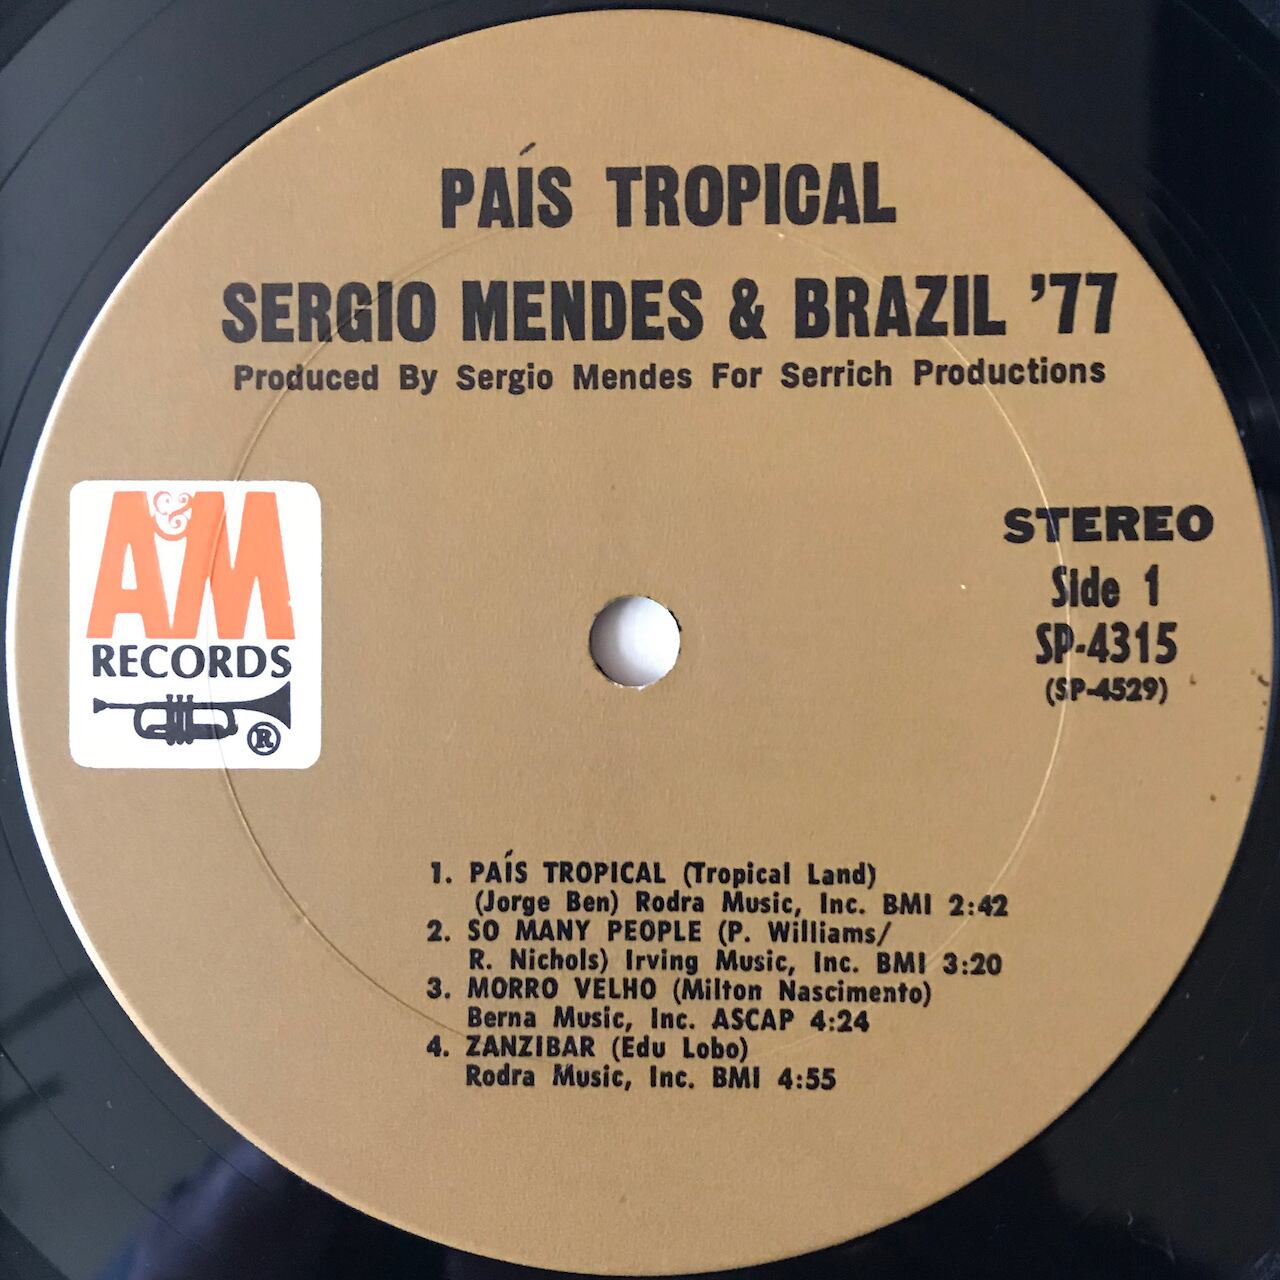 PAÍS TROPICAL
SERGIO MENDES & BRAZIL '77
Produced By Sergio Mendes For Serrich Productions
A&M
RECORDS
®
STEREO
Side 1
SP-4315
(SP-4529)
1. PAÍS TROPICAL (Tropical Land)
(Jorge Ben) Rodra Music, Inc. BMI 2:42
2. SO MANY PEOPLE (P. Williams/
R. Nichols) Irving Music, Inc. BMI 3:20
3. MORRO VELHO (Milton Nascimento)
Berna Music, Inc. ASCAP 4:24
4. ZANZIBAR (Edu Lobo)
Rodra Music, Inc. BMI 4:55